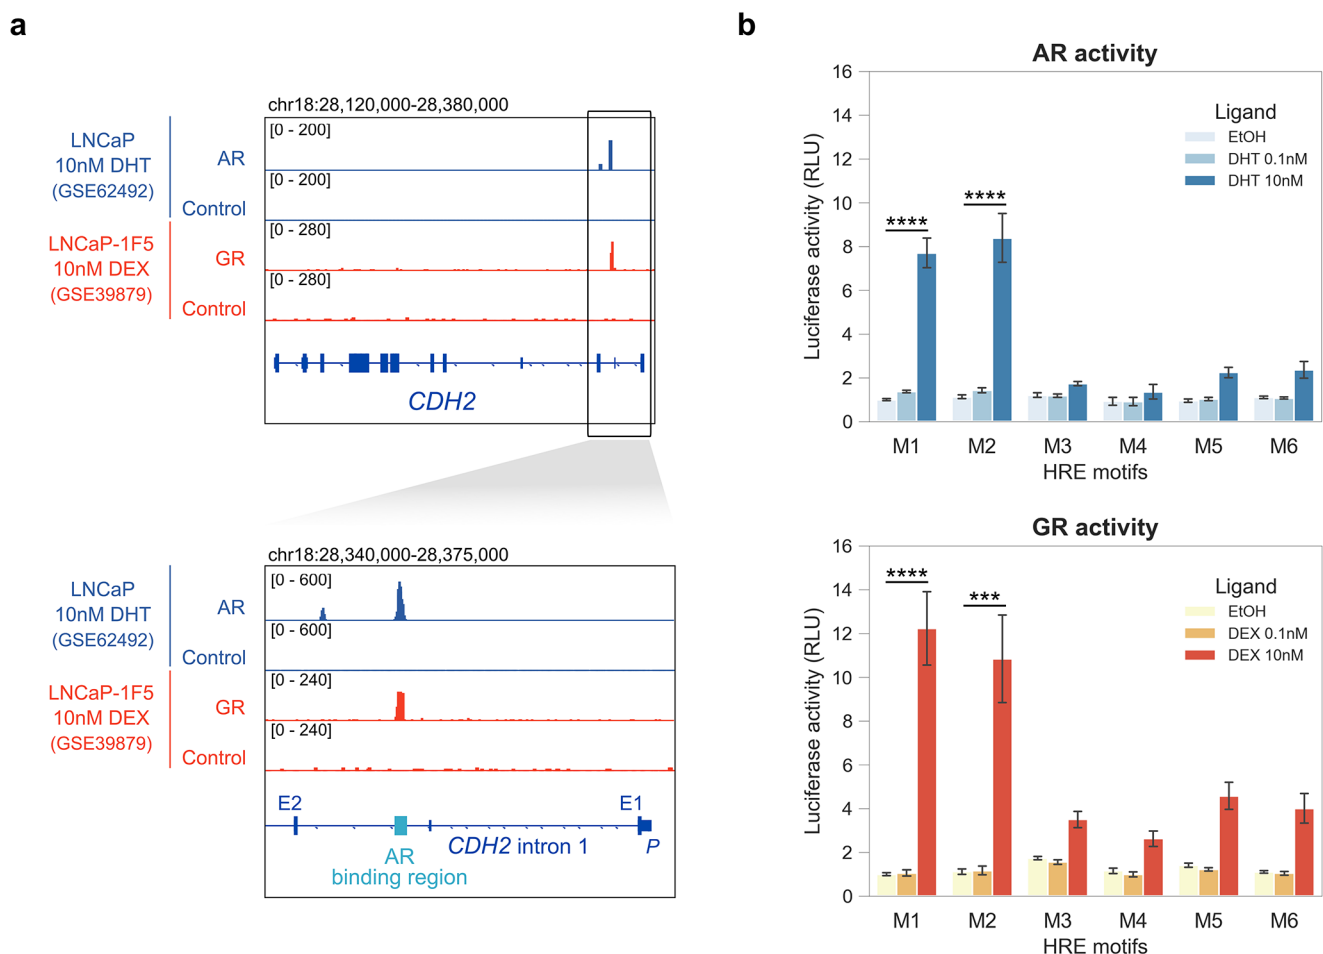 a
chr18:28,120,000-28,380,000
LNCaP
10nM DHT
(GSE62492)
AR
[0 - 200]
Control
[0 - 200]
LNCaP-1F5
10nM DEX
(GSE39879)
GR
[0 - 280]
Control
[0 - 280]
CDH2
chr18:28,340,000-28,375,000
LNCaP
10nM DHT
(GSE62492)
AR
[0 - 600]
Control
[0 - 600]
LNCaP-1F5
10nM DEX
(GSE39879)
GR
[0 - 240]
Control
[0 - 240]
E2
E1
CDH2 intron 1
P
AR
binding region
b
AR activity
Luciferase activity (RLU)
16
14
12
10
8
6
4
2
0
Ligand
EtOH
DHT 0.1nM
DHT 10nM
****
****
M1 M2 M3 M4 M5 M6
HRE motifs
GR activity
Luciferase activity (RLU)
16
14
12
10
8
6
4
2
0
Ligand
EtOH
DEX 0.1nM
DEX 10nM
****
***
M1 M2 M3 M4 M5 M6
HRE motifs